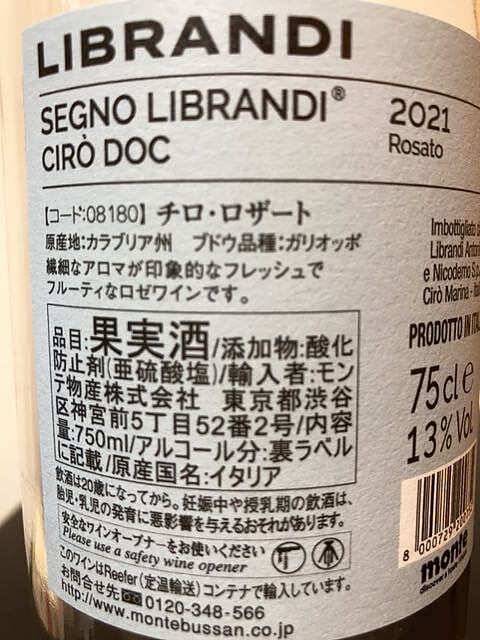 LIBRANDI
SEGNO LIBRANDI®
CIRÒ DOC
2021
Rosato
【コード:08180】チロ・ロザート
原産地:カラブリア州 ブドウ品種:ガリオッポ
繊細なアロマが印象的なフレッシュで
フルーティなロゼワインです。
品目:果実酒/添加物:酸化
防止剤(亜硫酸塩)/輸入者:モン
テ物産株式会社 東京都渋谷
区神宮前5丁目52番2号/内容
量:750ml/アルコール分:裏ラベル
に記載/原産国名:イタリア
飲酒は20歳になってから。妊娠中や授乳期の飲酒は、
胎児・乳児の発育に悪影響を与えるおそれがあります。
安全なワインオープナーをお使いください
Please use a safety wine opener
このワインはReefer(定温輸送)コンテナで輸入しています。
お問合せ先 0120-348-566
http://www.montebussan.co.jp
Imbottigliato
Librandi
e Nicodemo S.p.
Cirò Marina -
PRODOTTO IN
75cl e
13% Vol
8 000729
monte
discover